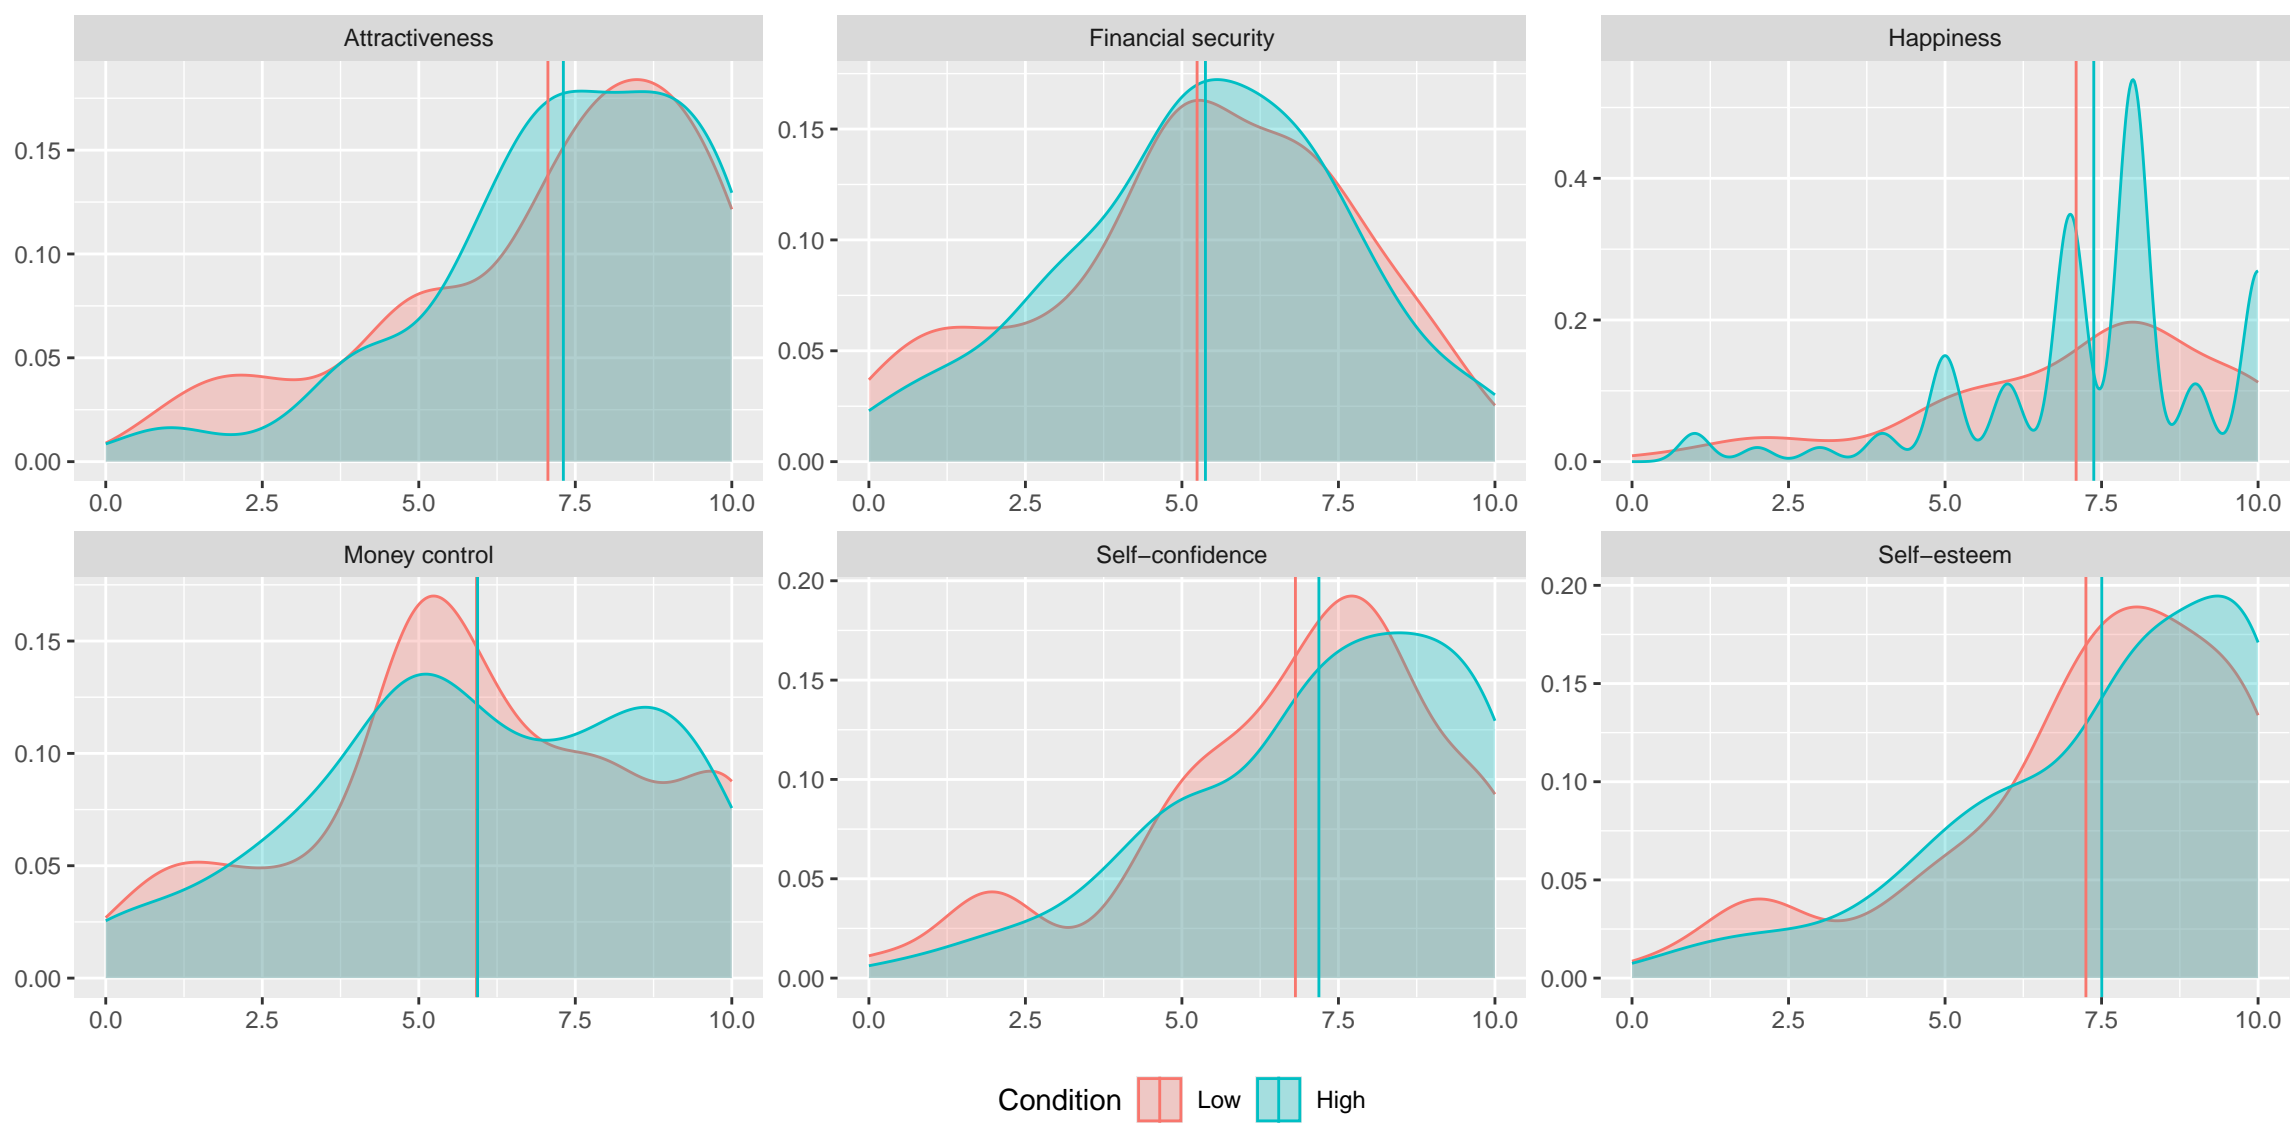 Attractiveness
Financial security
Happiness
0.15
0.10
0.05
0.00
0.0 2.5 5.0 7.5 10.0
0.15
0.10
0.05
0.00
0.0 2.5 5.0 7.5 10.0
0.4
0.2
0.0
0.0 2.5 5.0 7.5 10.0
Money control
Self−confidence
Self−esteem
0.15
0.10
0.05
0.00
0.0 2.5 5.0 7.5 10.0
0.20
0.15
0.10
0.05
0.00
0.0 2.5 5.0 7.5 10.0
0.20
0.15
0.10
0.05
0.00
0.0 2.5 5.0 7.5 10.0
Condition Low High